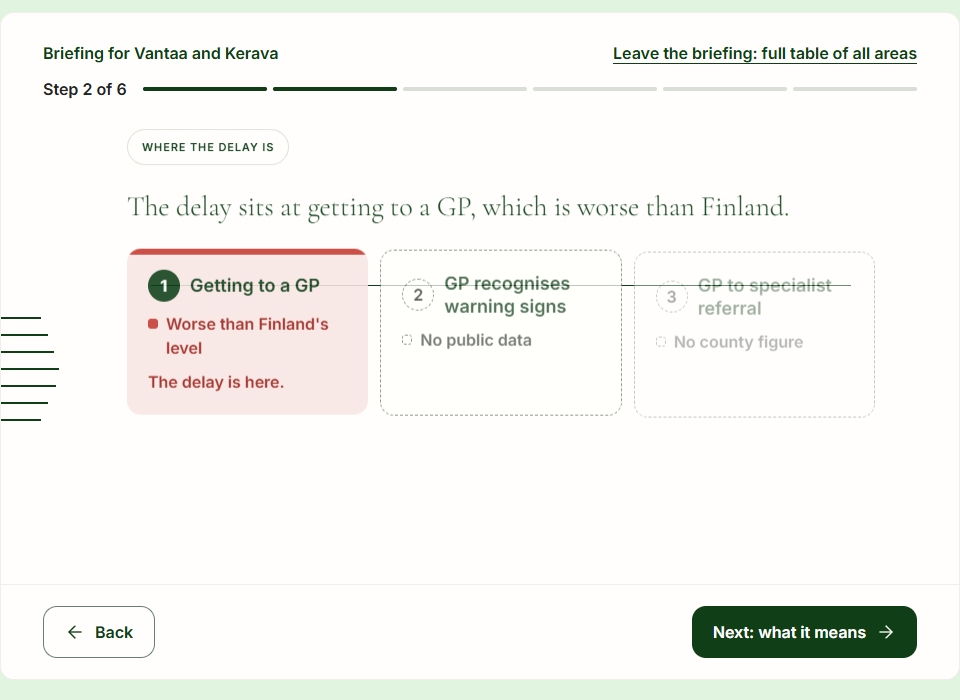 Briefing for Vantaa and Kerava
Leave the briefing: full table of all areas
Step 2 of 6
WHERE THE DELAY IS
The delay sits at getting to a GP, which is worse than Finland.
1 Getting to a GP
Worse than Finland's
level
The delay is here.
2 GP recognises
warning signs
No public data
3 GP to specialist
referral
No county figure
Back
Next: what it means